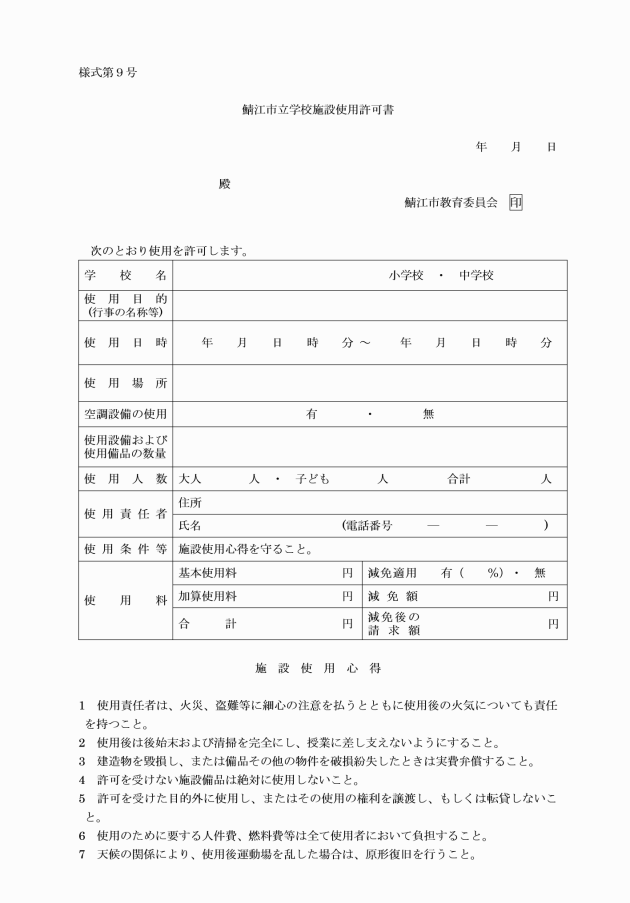 様式第９号
鯖江市立学校施設使用許可書
年　　月　　日
殿
鯖江市教育委員会　印
次のとおり使用を許可します。
学　校　名　　小学校　・　中学校
使　用　目　的
(行事の名称等)
使　用　日　時　　年　　月　　日　　時　　分 ～　　年　　月　　日　　時　　分
使　用　場　所
空調設備の使用　　有　　・　　無
使用設備および
使用備品の数量
使　用　人　数　大人　　人　・　子ども　　人　　合計　　人
使用責任者　住所
氏名　　(電話番号　　―　　―　　)
使用条件等　施設使用心得を守ること。
使　用　料　基本使用料　　円　減免適用　　有（　　%）・　無
加算使用料　　円　減　免　額　　円
合　　計　　円　減免後の
請　求　額　　円
施　設　使　用　心　得
1　使用責任者は、火災、盗難等に細心の注意を払うとともに使用後の火気についても責任
を持つこと。
2　使用後は後始末および清掃を完全にし、授業に差し支えないようにすること。
3　建造物を毀損し、または備品その他の物件を破損紛失したときは実費弁償すること。
4　許可を受けない施設備品は絶対に使用しないこと。
5　許可を受けた目的外に使用し、またはその使用の権利を譲渡し、もしくは転貸しないこ
と。
6　使用のために要する人件費、燃料費等は全て使用者において負担すること。
7　天候の関係により、使用後運動場を乱した場合は、原形復旧を行うこと。